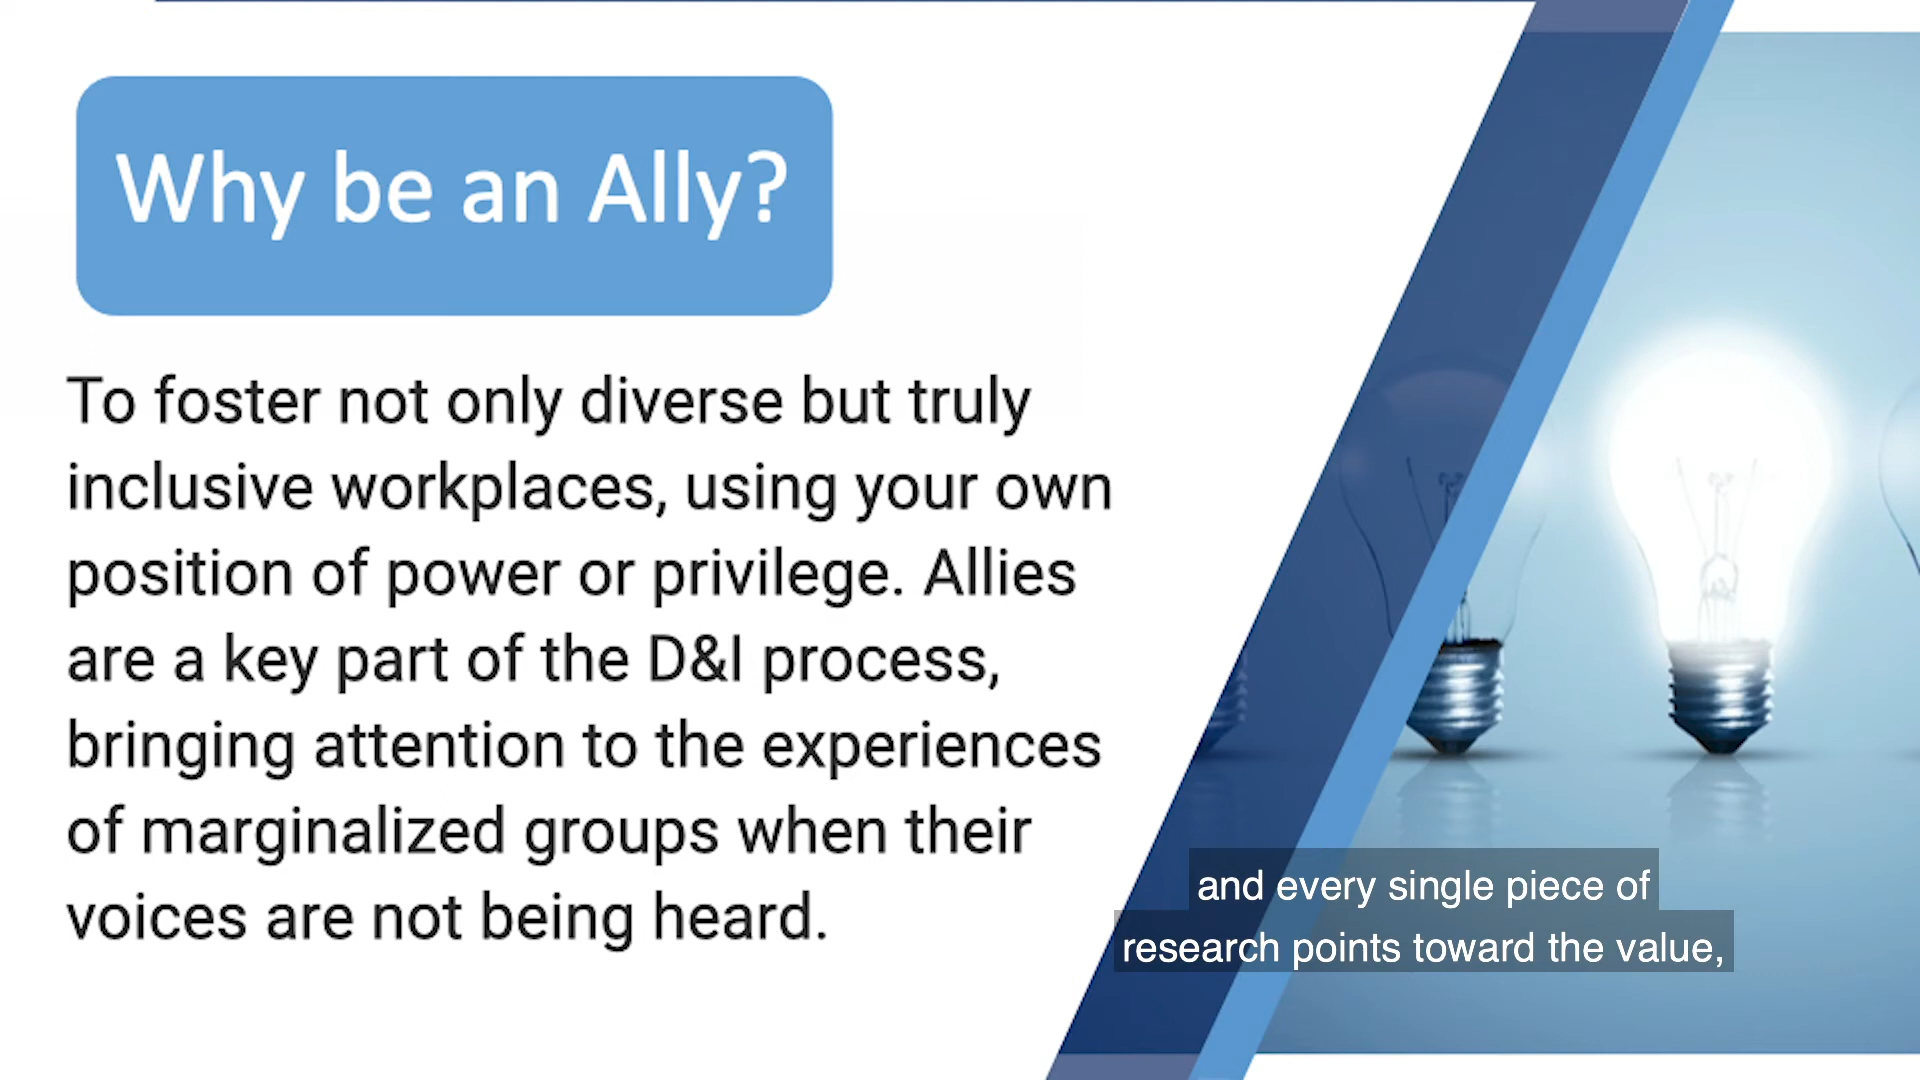 Why be an Ally?
To foster not only diverse but truly
inclusive workplaces, using your own
position of power or privilege. Allies
are a key part of the D&I process,
bringing attention to the experiences
of marginalized groups when their
voices are not being heard.
and every single piece of
research points toward the value,